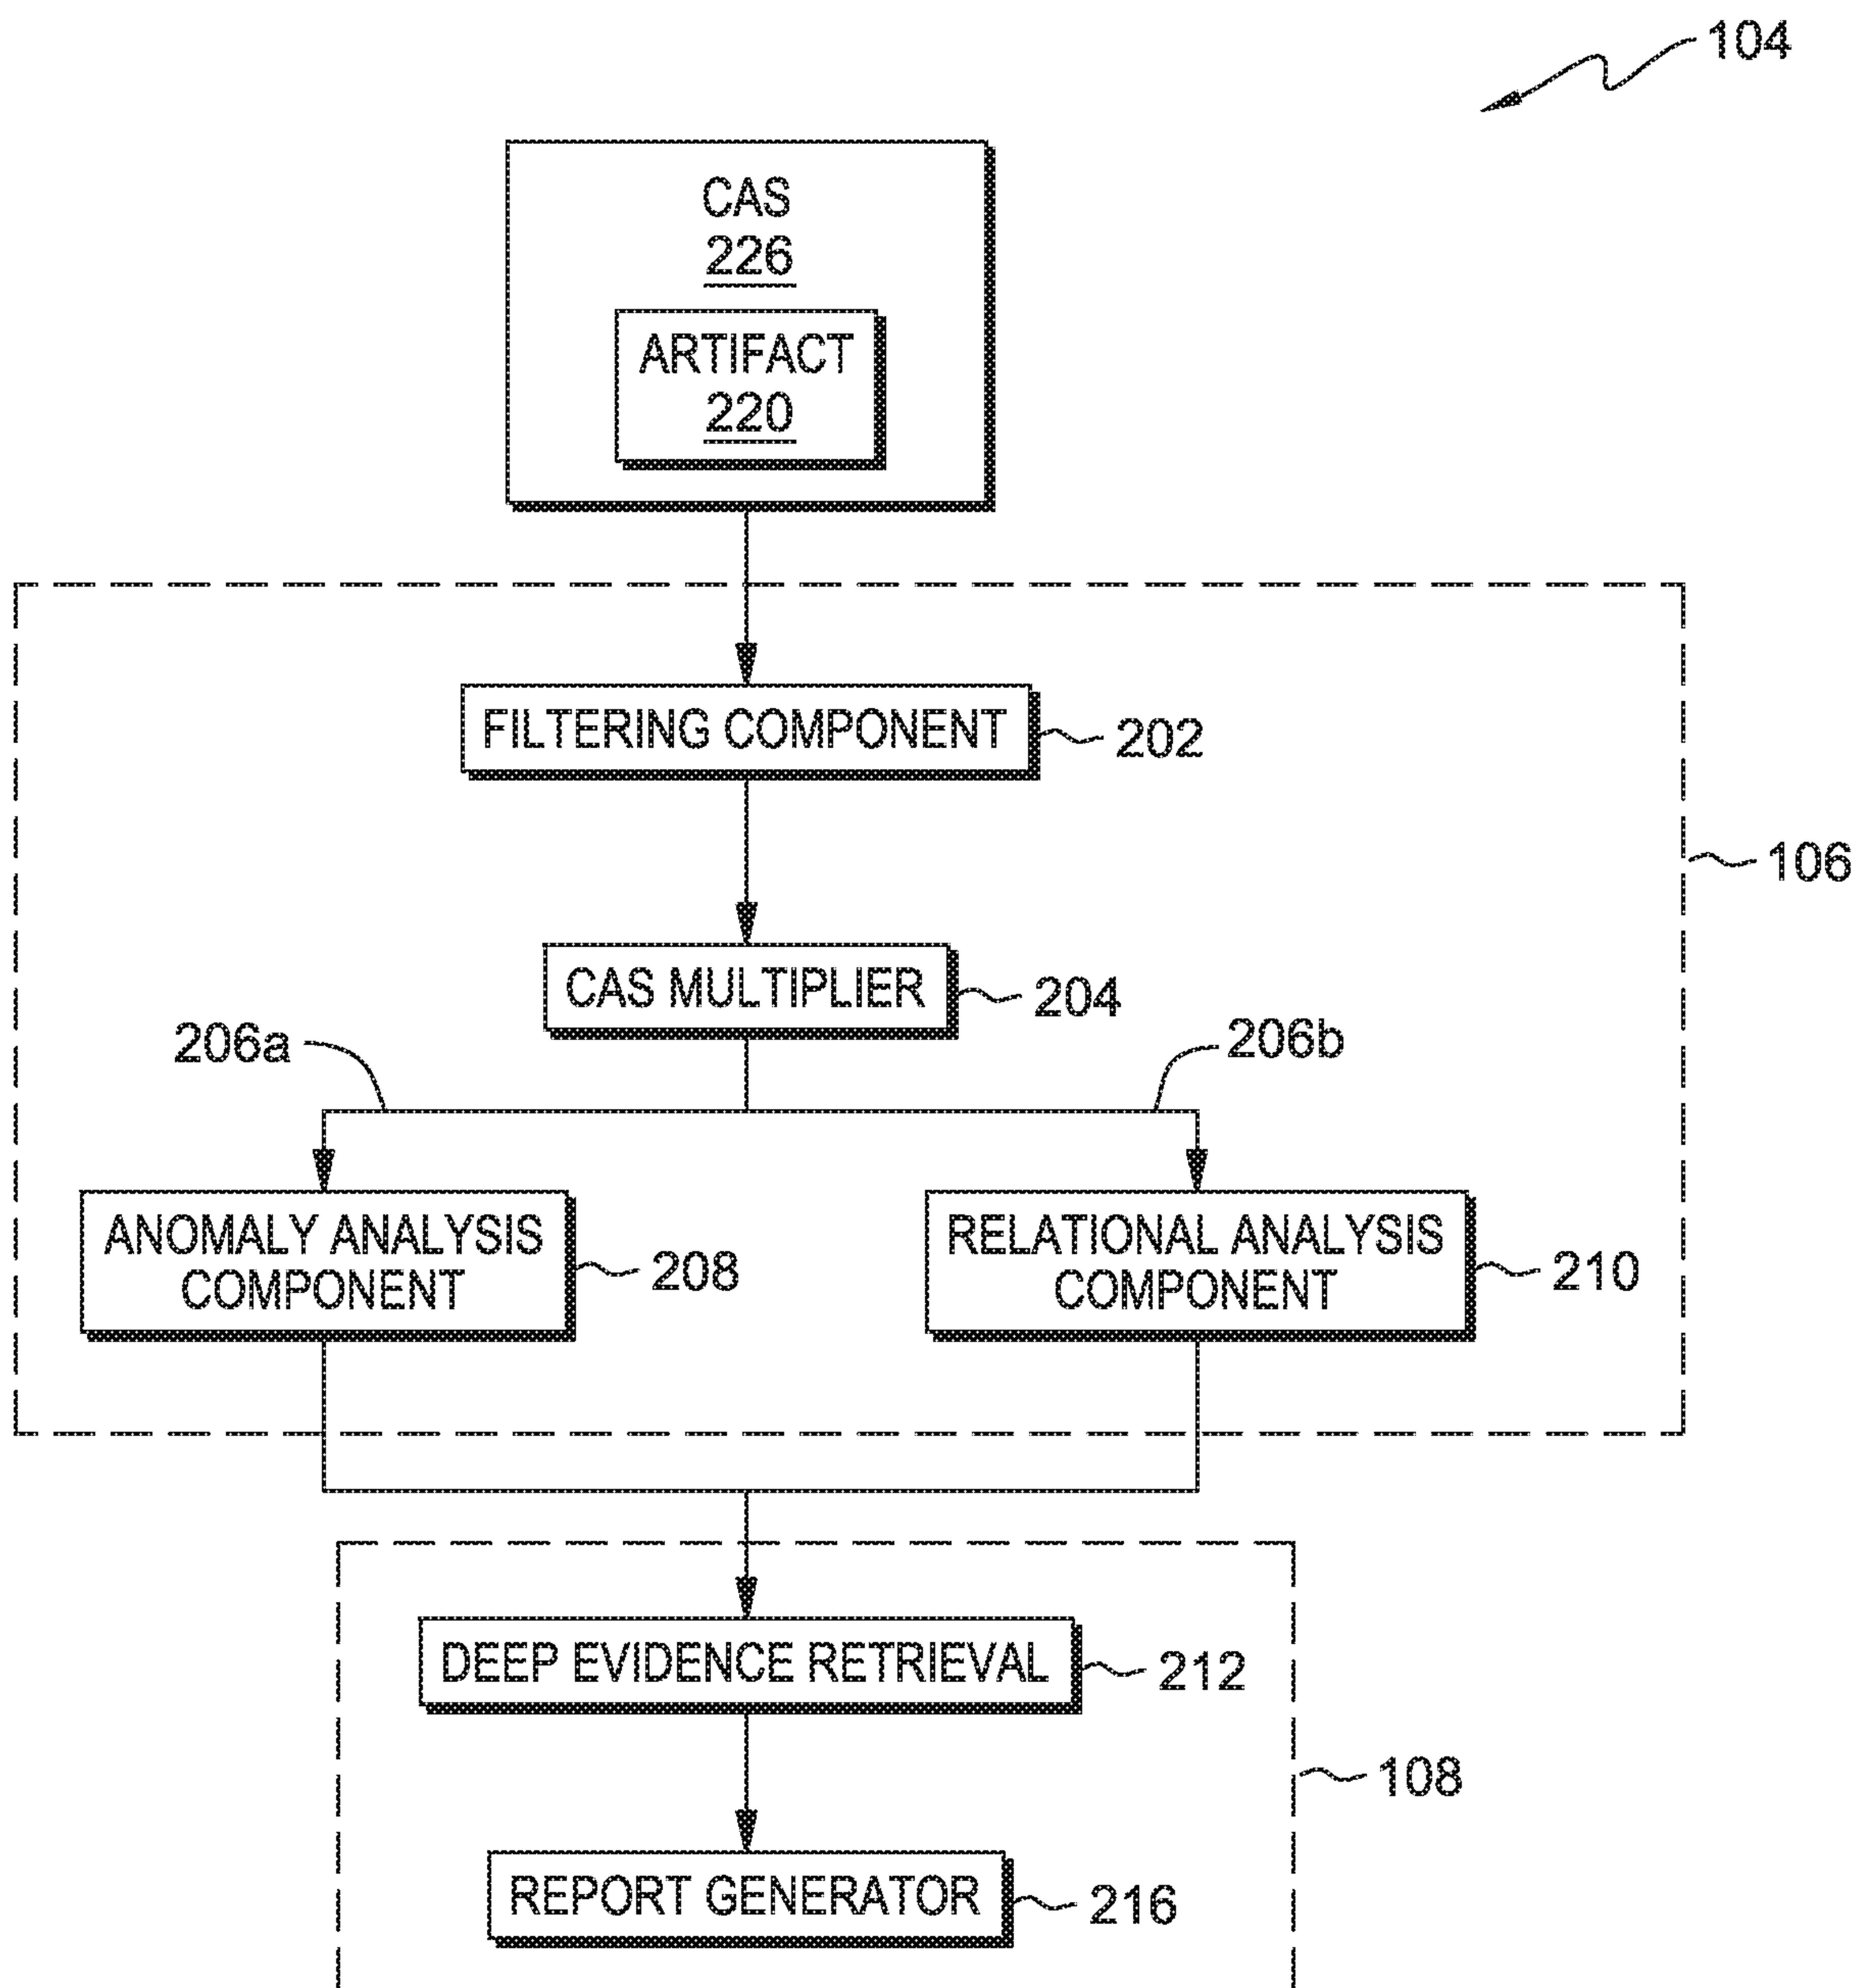 104
CAS
226
ARTIFACT
220
FILTERING COMPONENT
202
106
CAS MULTIPLIER
204
206a
206b
ANOMALY ANALYSIS
COMPONENT
208
RELATIONAL ANALYSIS
COMPONENT
210
DEEP EVIDENCE RETRIEVAL
212
108
REPORT GENERATOR
216